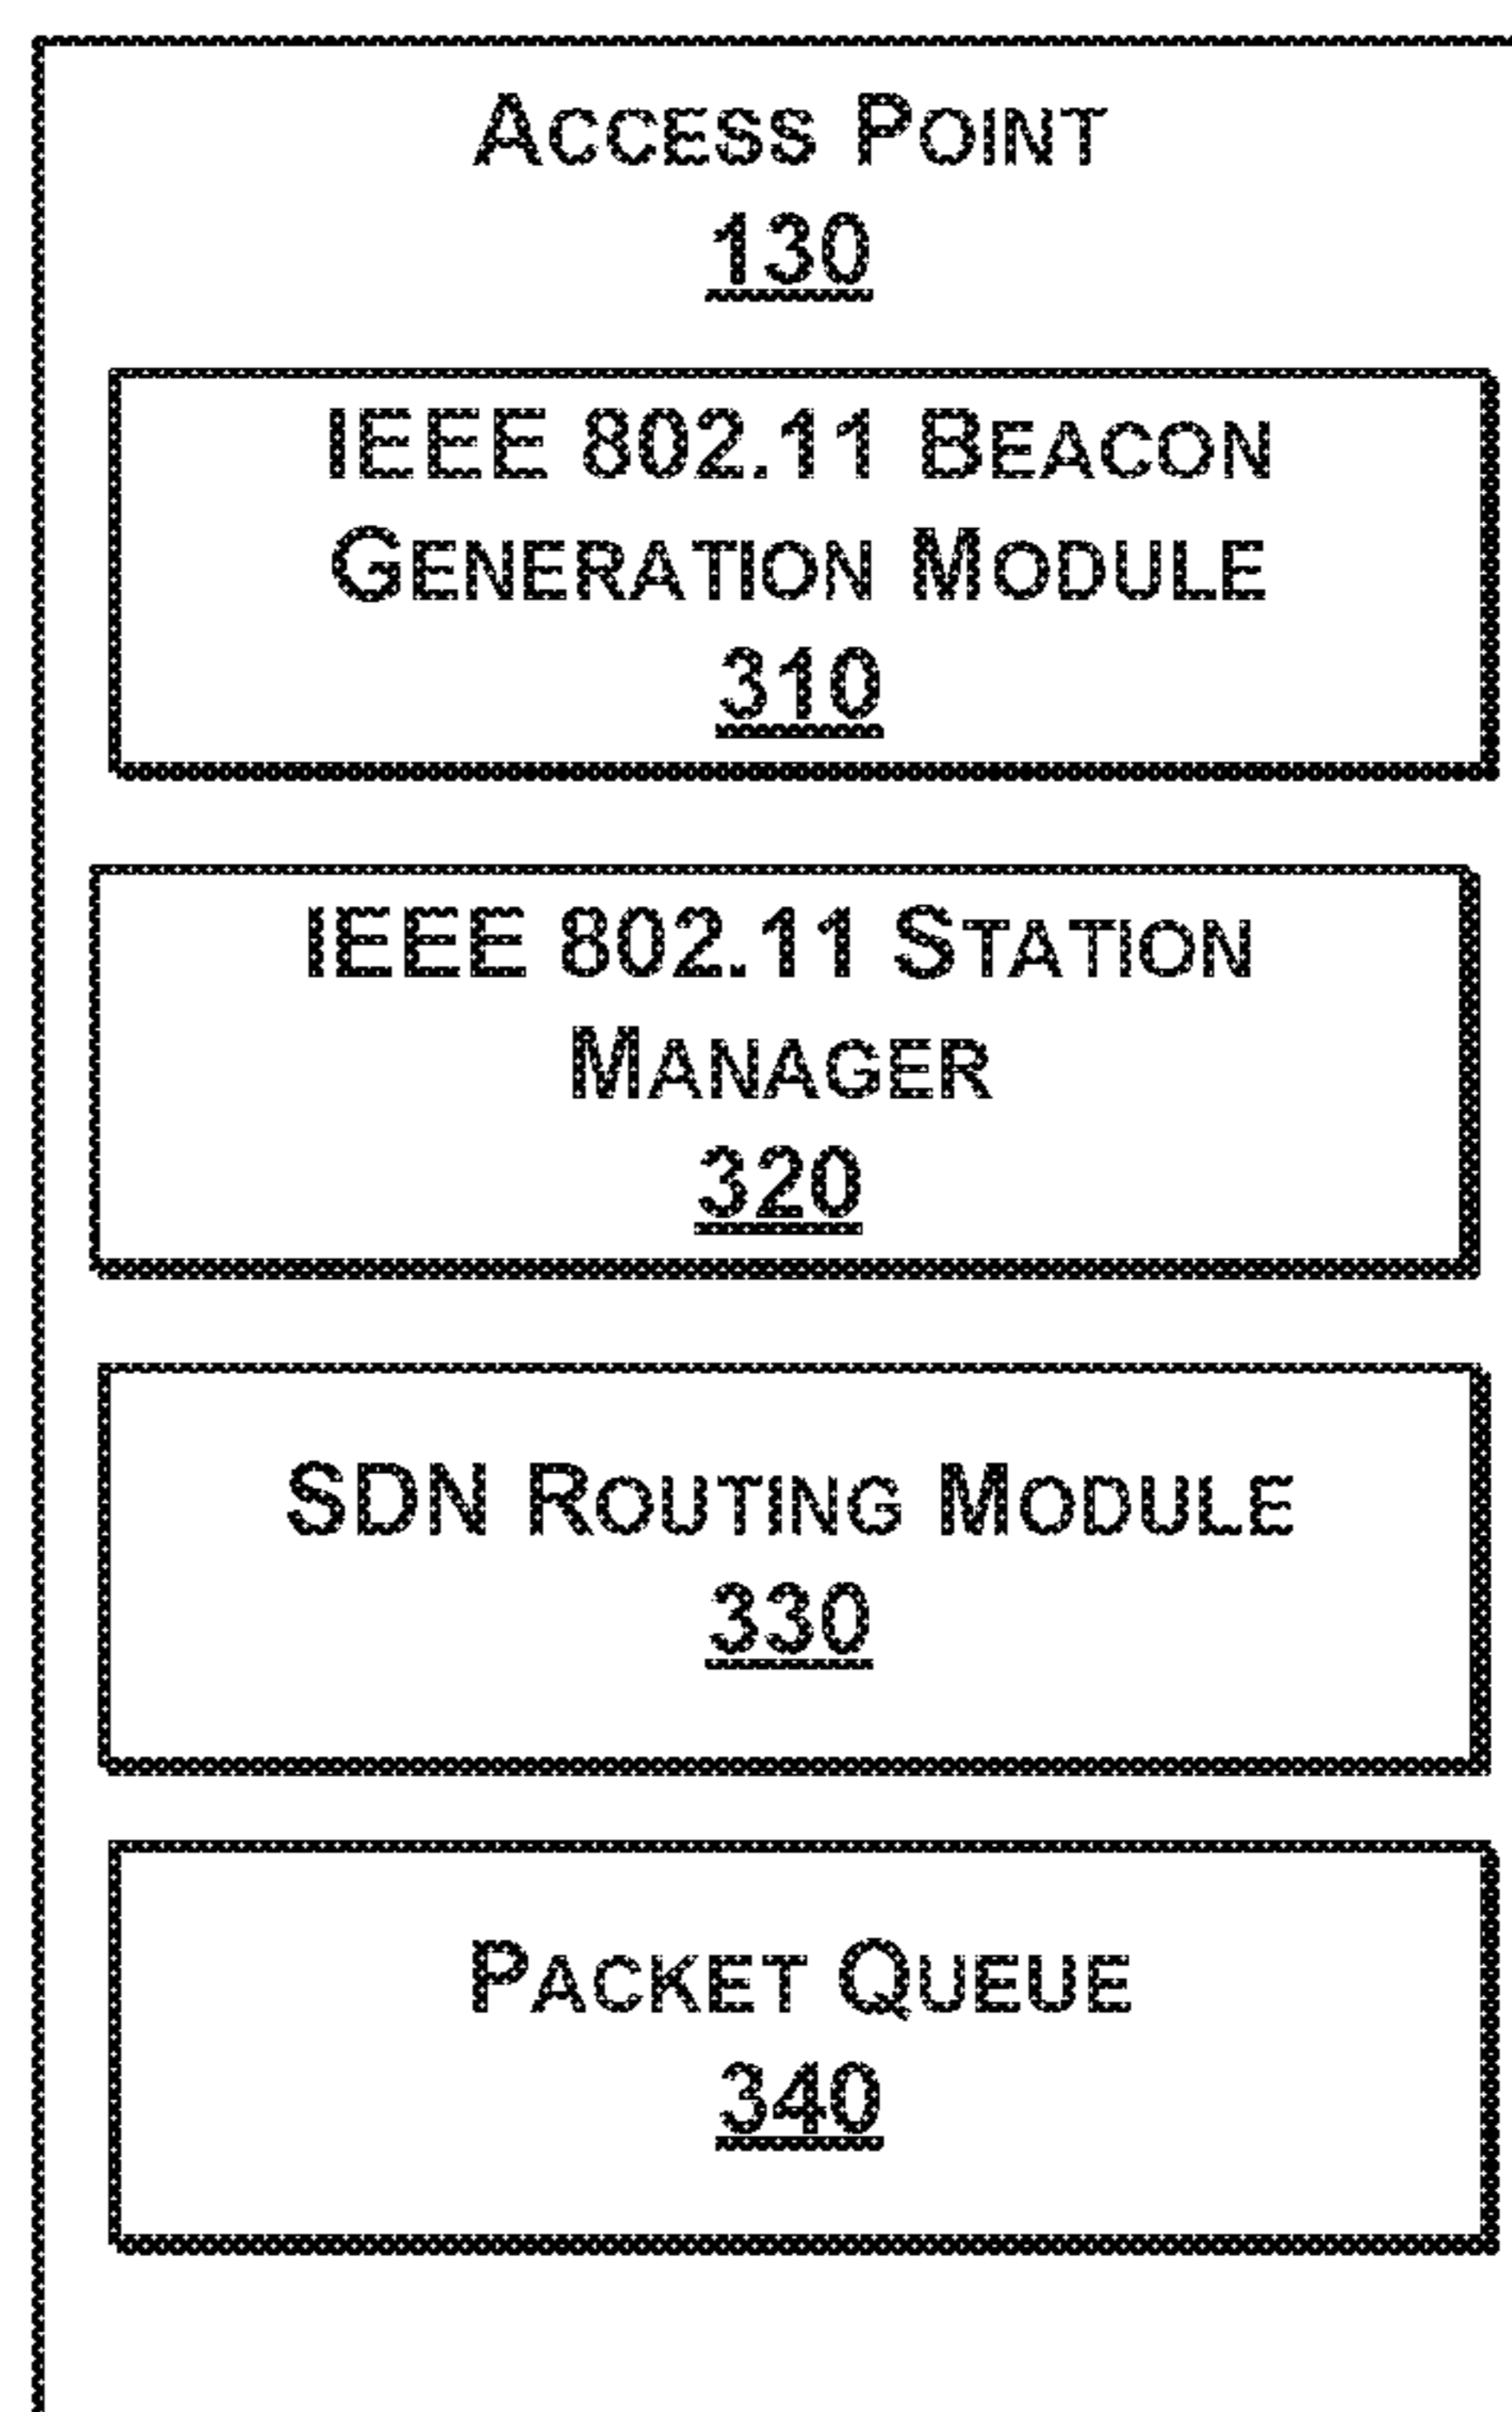 ACCESS POINT
130
IEEE 802.11 BEACON
GENERATION MODULE
310
IEEE 802.11 STATION
MANAGER
320
SDN ROUTING MODULE
330
PACKET QUEUE
340